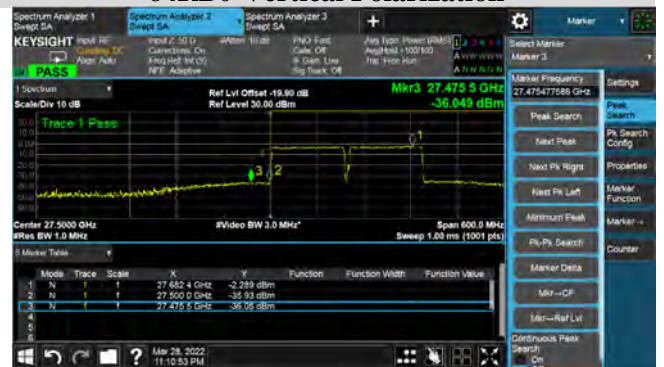 Spectrum Analyzer 1
Swept SA
Spectrum Analyzer 2
Swept SA
Spectrum Analyzer 3
Swept SA
+
Marker
KEYSIGHT
Input: RF
Coupling: DC
Align: Auto
Input Z: 50 Ω
Corrections: On
Freq Ref: Int (S)
NFE: Adaptive
#Atten: 10 dB
PNO: Fast
Gate: Off
IF Gain: Low
Sig Track: Off
Avg Type: Power (RMS)
Avg|Hold: >100/100
Trig: Free Run
PASS
Select Marker
Marker 3
1 Spectrum
Scale/Div 10 dB
Ref Lvl Offset -19.90 dB
Ref Level 30.00 dBm
Mkr3 27.475 5 GHz
-36.049 dBm
Trace 1 Pass
1
2
3
Center 27.5000 GHz
#Res BW 1.0 MHz
#Video BW 3.0 MHz*
Span 600.0 MHz
Sweep 1.00 ms (1001 pts)
5 Marker Table
Mode Trace Scale X Y Function Function Width Function Value
1 N 1 f 27.682 4 GHz -2.289 dBm
2 N 1 f 27.500 0 GHz -35.93 dBm
3 N 1 f 27.475 5 GHz -36.05 dBm
4
5
6
Marker Frequency
27.475477586 GHz
Peak Search
Next Peak
Next Pk Right
Next Pk Left
Minimum Peak
Pk-Pk Search
Marker Delta
Mkr→CF
Mkr→Ref Lvl
Continuous Peak
Search
On
Settings
Peak
Search
Pk Search
Config
Properties
Marker
Function
Marker→
Counter
?
Mar 28, 2022
11:10:53 PM